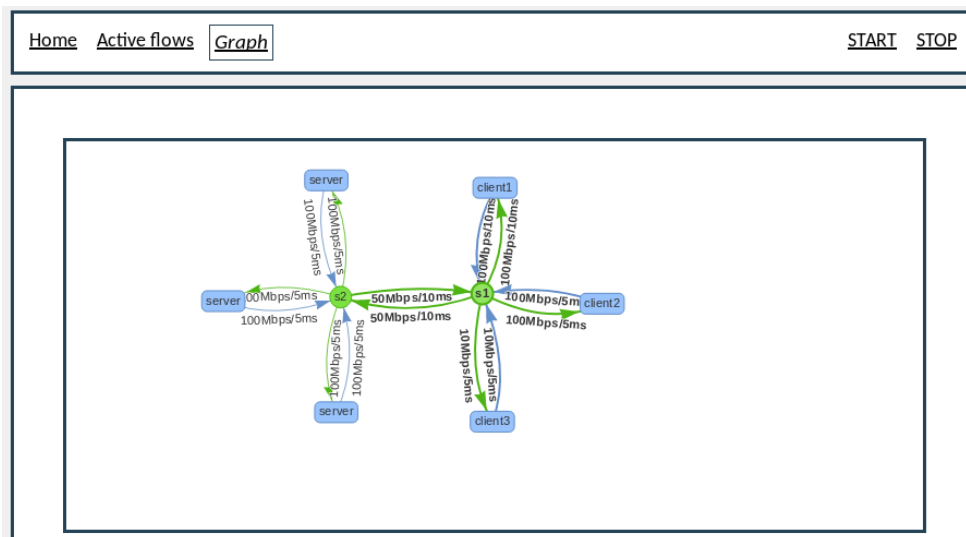 Home Active flows Graph START STOP
server
client1
100Mbps/5ms
100Mbps/5ms
100Mbps/10ms
100Mbps/10ms
server
00Mbps/5ms
100Mbps/5ms
s2
50Mbps/10ms
50Mbps/10ms
s1
100Mbps/5m
100Mbps/5ms
client2
100Mbps/5ms
100Mbps/5ms
10Mbps/5ms
10Mbps/5ms
server
client3